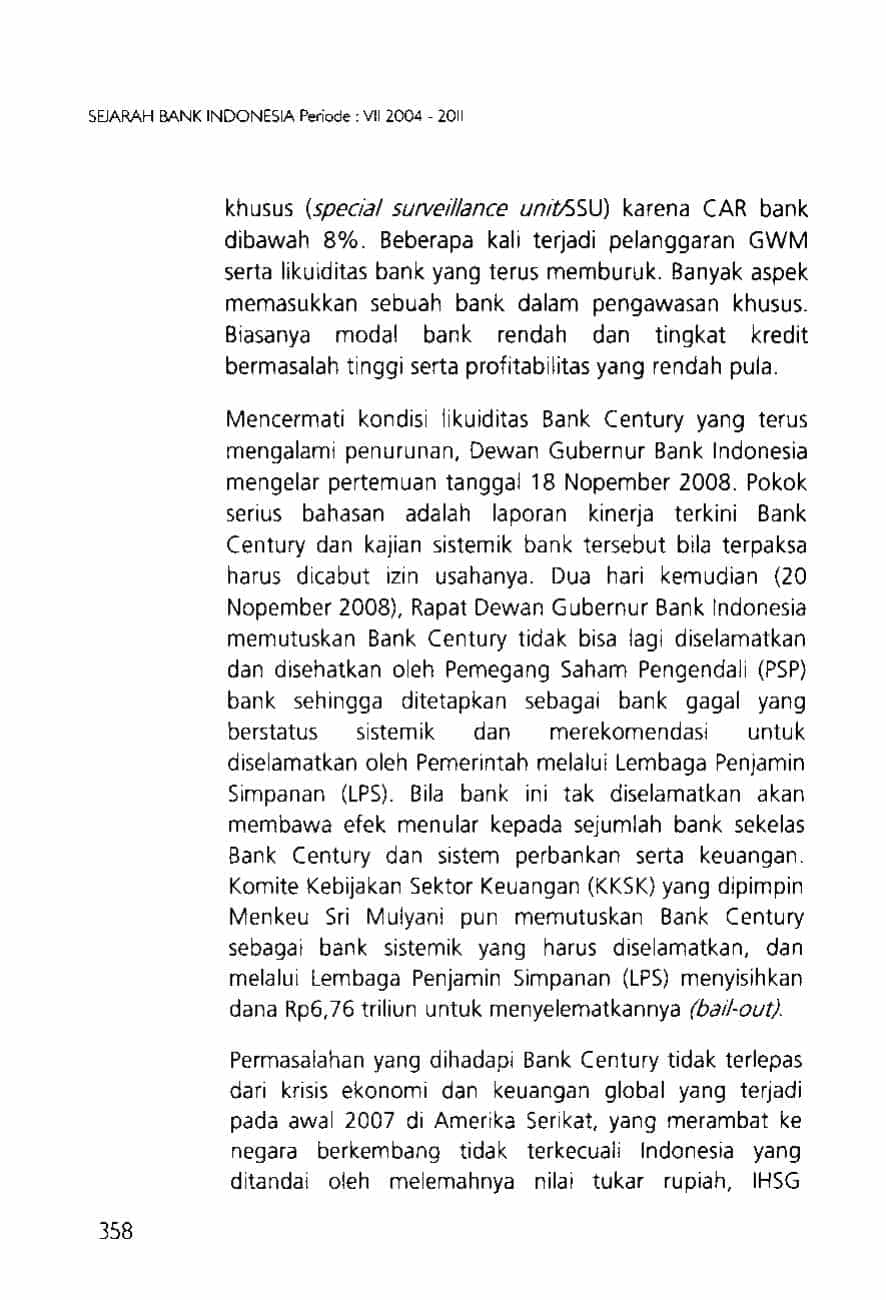 SEJARAH BANK INDONESIA Periode : VII 2004 - 2011
khusus (special surveillance unit/SSU) karena CAR bank
dibawah 8%. Beberapa kali terjadi pelanggaran GWM
serta likuiditas bank yang terus memburuk. Banyak aspek
memasukkan sebuah bank dalam pengawasan khusus.
Biasanya modal bank rendah dan tingkat kredit
bermasalah tinggi serta profitabilitas yang rendah pula.
Mencermati kondisi likuiditas Bank Century yang terus
mengalami penurunan, Dewan Gubernur Bank Indonesia
mengelar pertemuan tanggal 18 Nopember 2008. Pokok
serius bahasan adalah laporan kinerja terkini Bank
Century dan kajian sistemik bank tersebut bila terpaksa
harus dicabut izin usahanya. Dua hari kemudian (20
Nopember 2008), Rapat Dewan Gubernur Bank Indonesia
memutuskan Bank Century tidak bisa lagi diselamatkan
dan disehatkan oleh Pemegang Saham Pengendali (PSP)
bank sehingga ditetapkan sebagai bank gagal yang
berstatus sistemik dan merekomendasi untuk
diselamatkan oleh Pemerintah melalui Lembaga Penjamin
Simpanan (LPS). Bila bank ini tak diselamatkan akan
membawa efek menular kepada sejumlah bank sekelas
Bank Century dan sistem perbankan serta keuangan.
Komite Kebijakan Sektor Keuangan (KKSK) yang dipimpin
Menkeu Sri Mulyani pun memutuskan Bank Century
sebagai bank sistemik yang harus diselamatkan, dan
melalui Lembaga Penjamin Simpanan (LPS) menyisihkan
dana Rp6,76 triliun untuk menyelematkannya (bail-out).
Permasalahan yang dihadapi Bank Century tidak terlepas
dari krisis ekonomi dan keuangan global yang terjadi
pada awal 2007 di Amerika Serikat, yang merambat ke
negara berkembang tidak terkecuali Indonesia yang
ditandai oleh melemahnya nilai tukar rupiah, IHSG
358